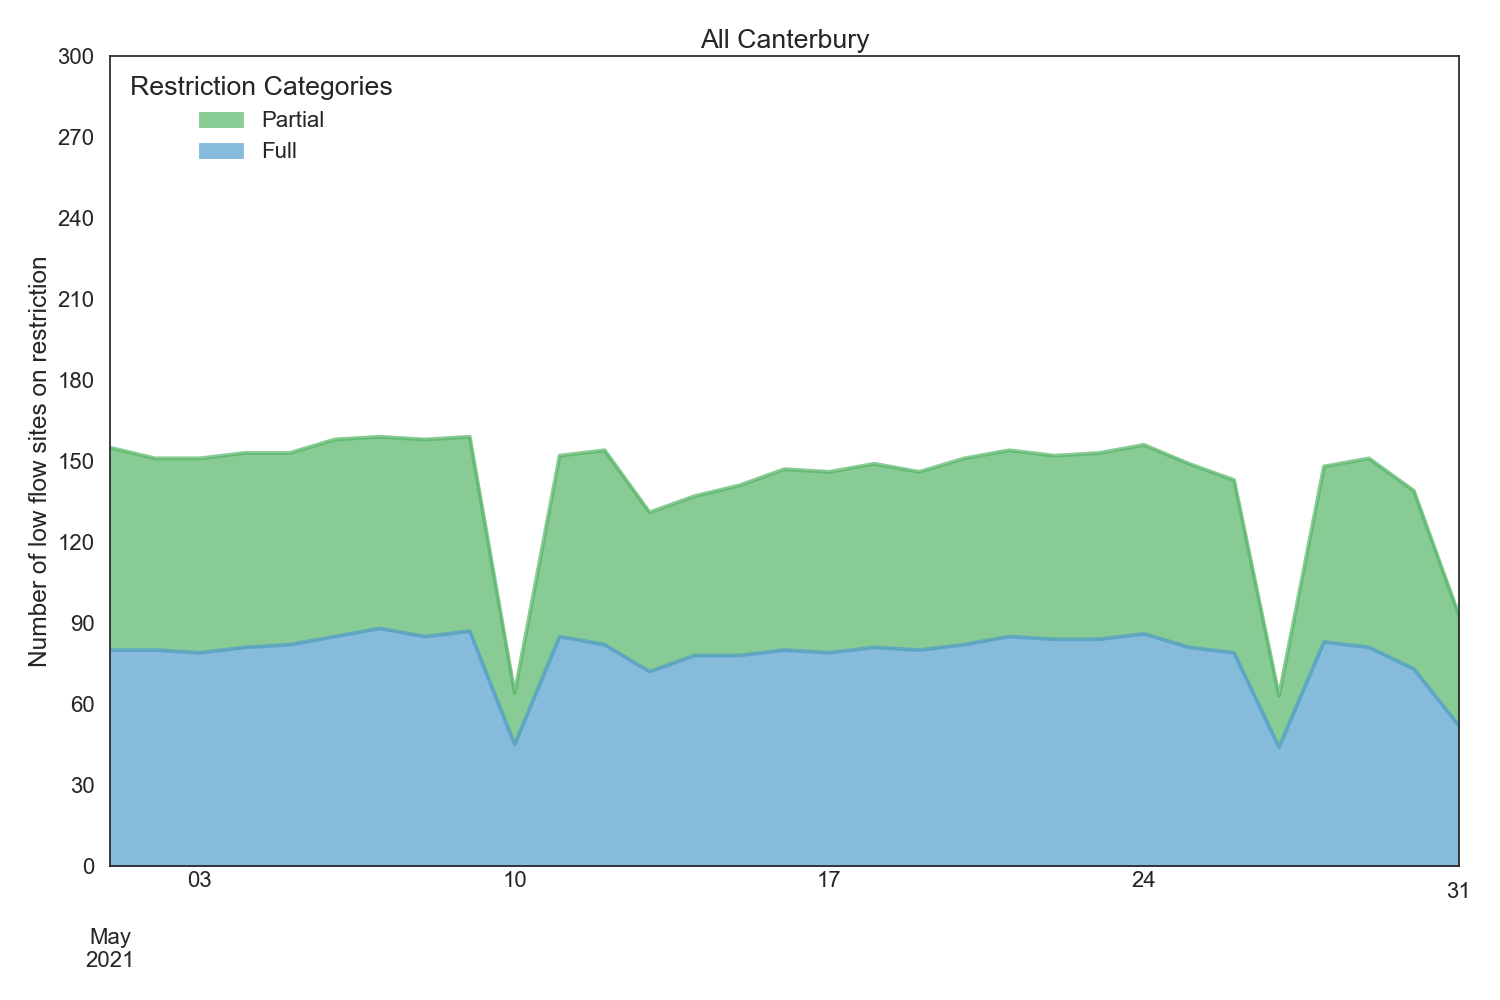 All Canterbury
300
270
240
210
180
150
120
90
60
30
0
Number of low flow sites on restriction
Restriction Categories
Partial
Full
03
10
17
24
31
May
2021